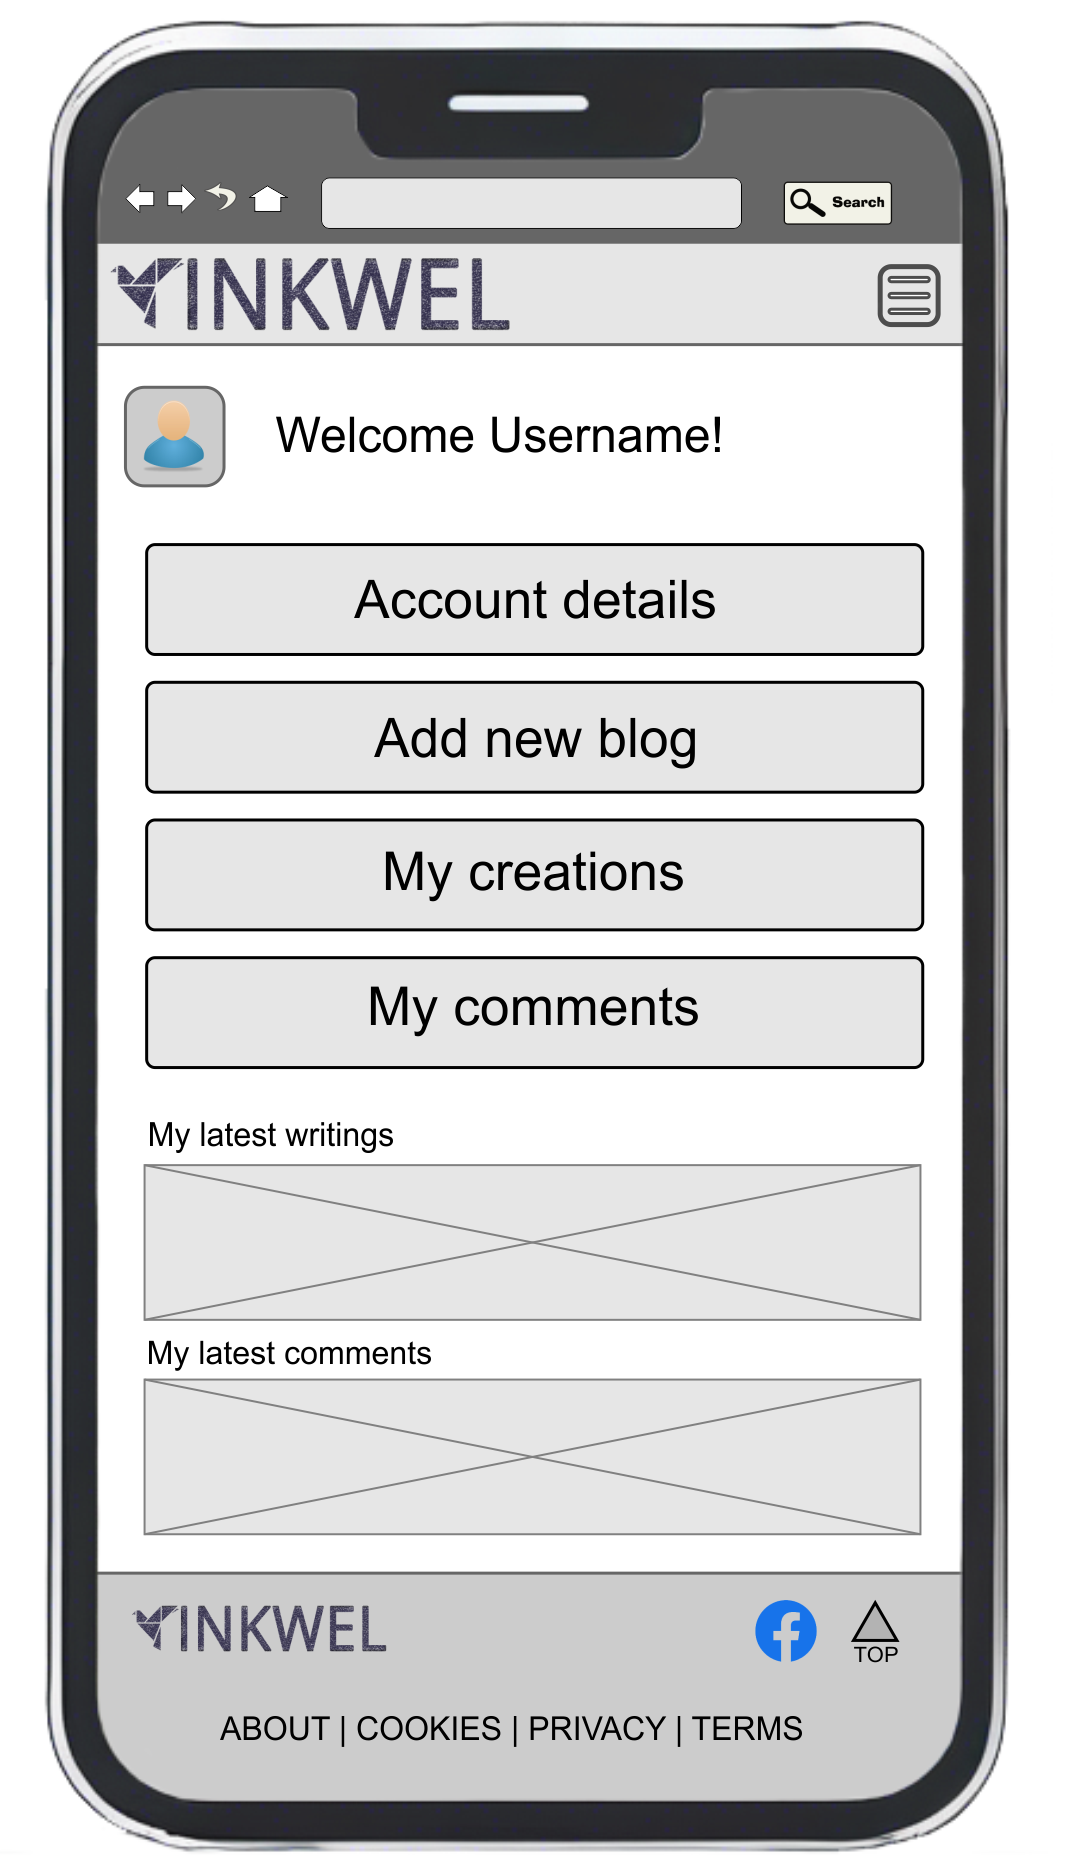 Search
INKWEL
Welcome Username!
Account details
Add new blog
My creations
My comments
My latest writings
My latest comments
INKWEL
TOP
ABOUT | COOKIES | PRIVACY | TERMS